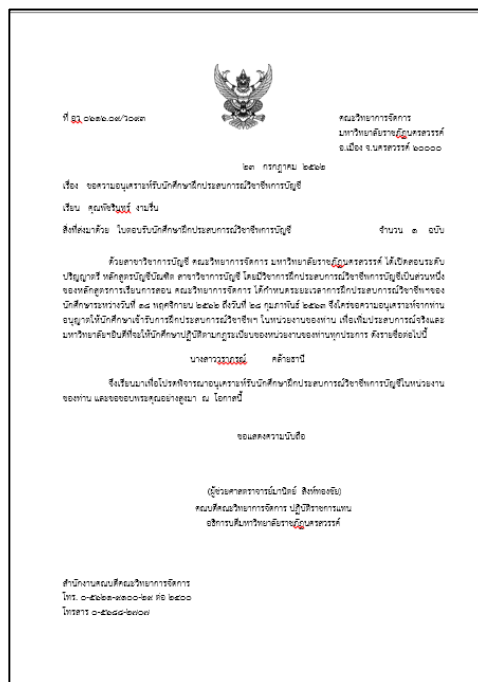 ที่ อว ๐๖๑๖.๐๙/ว๐๙๓
คณะวิทยาการจัดการ
มหาวิทยาลัยราชภัฏนครสวรรค์
อ.เมือง จ.นครสวรรค์ ๖๐๐๐๐
๒๓ กรกฎาคม ๒๕๖๒
เรื่อง ขอความอนุเคราะห์รับนักศึกษาฝึกประสบการณ์วิชาชีพการบัญชี
เรียน คุณพัชรินทร์ งามรื่น
สิ่งที่ส่งมาด้วย ใบตอบรับนักศึกษาฝึกประสบการณ์วิชาชีพการบัญชี จำนวน ๑ ฉบับ
ด้วยสาขาวิชาการบัญชี คณะวิทยาการจัดการ มหาวิทยาลัยราชภัฏนครสวรรค์ ได้เปิดสอนระดับ
ปริญญาตรี หลักสูตรบัญชีบัณฑิต สาขาวิชาการบัญชี โดยมีวิชาการฝึกประสบการณ์วิชาชีพการบัญชีเป็นส่วนหนึ่ง
ของหลักสูตรการเรียนการสอน คณะวิทยาการจัดการ ได้กำหนดระยะเวลาการฝึกประสบการณ์วิชาชีพฯของ
นักศึกษาระหว่างวันที่ ๑๘ พฤศจิกายน ๒๕๖๒ ถึงวันที่ ๒๘ กุมภาพันธ์ ๒๕๖๓ จึงใคร่ขอความอนุเคราะห์จากท่าน
อนุญาตให้นักศึกษาเข้ารับการฝึกประสบการณ์วิชาชีพฯ ในหน่วยงานของท่าน เพื่อเพิ่มประสบการณ์จริงและ
มหาวิทยาลัยฯยินดีที่จะให้นักศึกษาปฏิบัติตามกฎระเบียบของหน่วยงานของท่านทุกประการ ดังรายชื่อต่อไปนี้
นางสาววราภรณ์ คล้ายธานี
จึงเรียนมาเพื่อโปรดพิจารณาอนุเคราะห์รับนักศึกษาฝึกประสบการณ์วิชาชีพการบัญชีในหน่วยงาน
ของท่าน และขอขอบพระคุณอย่างสูงมา ณ โอกาสนี้
ขอแสดงความนับถือ
(ผู้ช่วยศาสตราจารย์มานิตย์ สิงห์ทองชัย)
คณบดีคณะวิทยาการจัดการ ปฏิบัติราชการแทน
อธิการบดีมหาวิทยาลัยราชภัฏนครสวรรค์
สำนักงานคณบดีคณะวิทยาการจัดการ
โทร. ๐-๕๖๒๑-๙๑๐๐-๒๙ ต่อ ๒๔๐๐
โทรสาร ๐-๕๖๘๘-๒๗๐๗